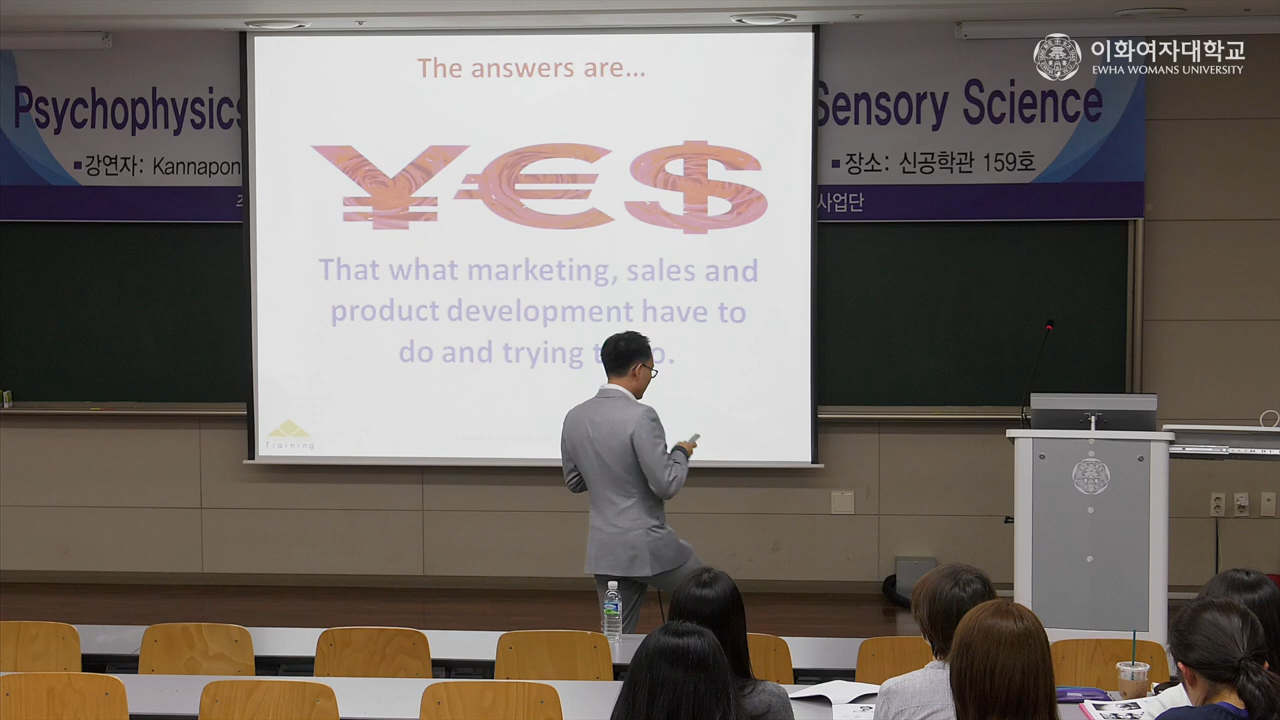 이화여자대학교
EWHA WOMANS UNIVERSITY
Psychophysics
Sensory Science
강연자: Kannapon
장소: 신공학관 159호
사업단
The answers are...
¥€$
That what marketing, sales and
product development have to
do and trying
Training